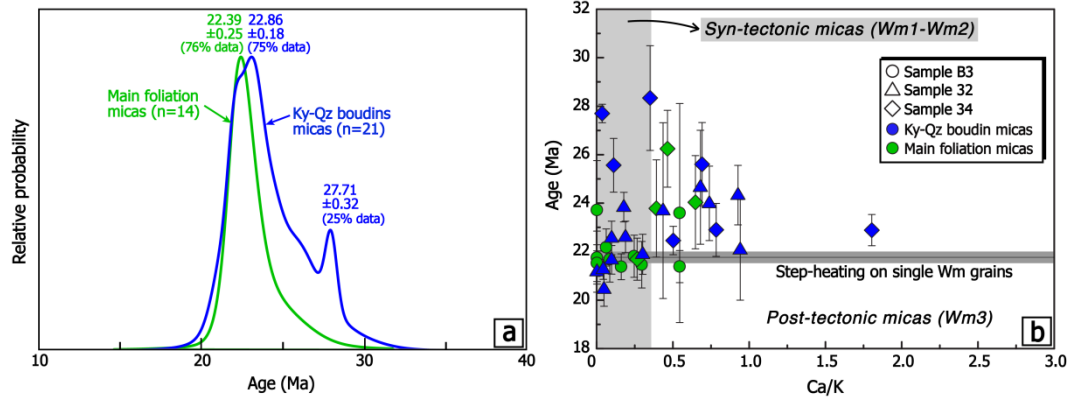 22.39
±0.25
(76% data)
22.86
±0.18
(75% data)
Main foliation
micas (n=14)
Ky-Qz boudins
micas (n=21)
27.71
±0.32
(25% data)
Relative probability
10
20
30
40
Age (Ma)
a
32
30
28
26
24
22
20
18
Age (Ma)
Syn-tectonic micas (Wm1-Wm2)
Sample B3
Sample 32
Sample 34
Ky-Qz boudin micas
Main foliation micas
Step-heating on single Wm grains
Post-tectonic micas (Wm3)
b
0
0.5
1.0
1.5
2.0
2.5
3.0
Ca/K